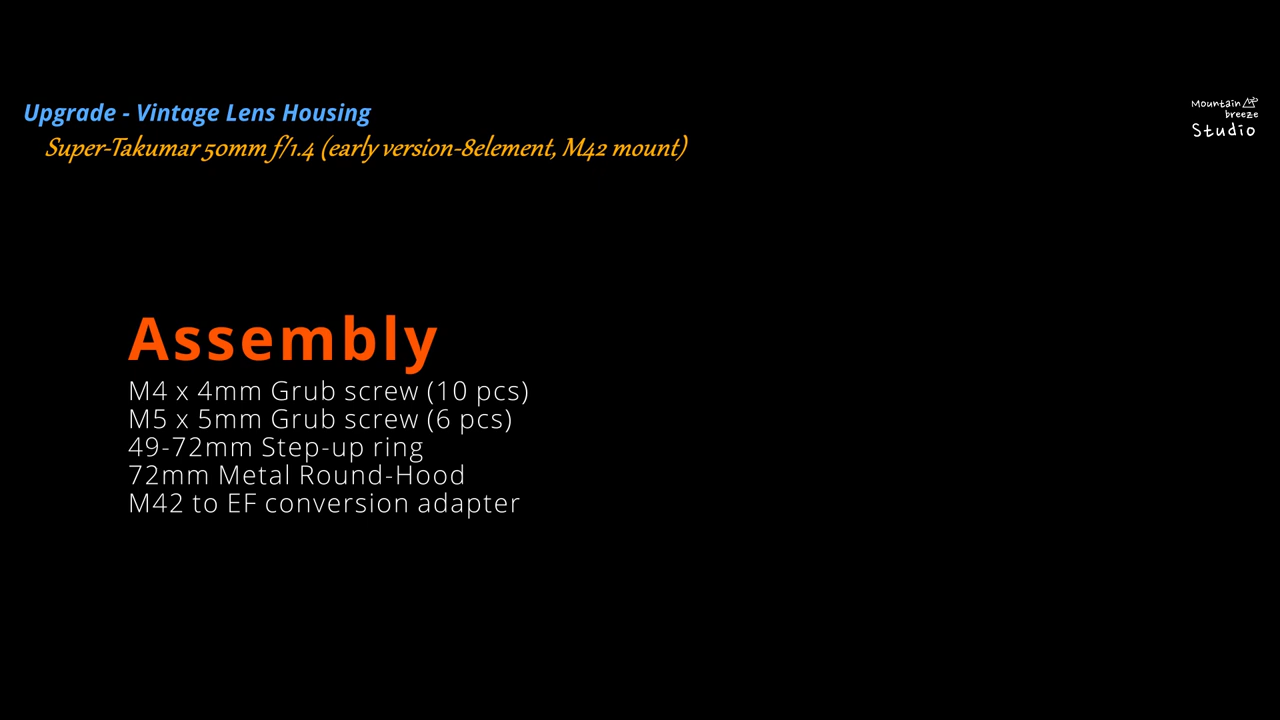 Upgrade - Vintage Lens Housing
Super-Takumar 50mm f/1.4 (early version-8element, M42 mount)
Mountain
breeze
Studio
Assembly
M4 x 4mm Grub screw (10 pcs)
M5 x 5mm Grub screw (6 pcs)
49-72mm Step-up ring
72mm Metal Round-Hood
M42 to EF conversion adapter